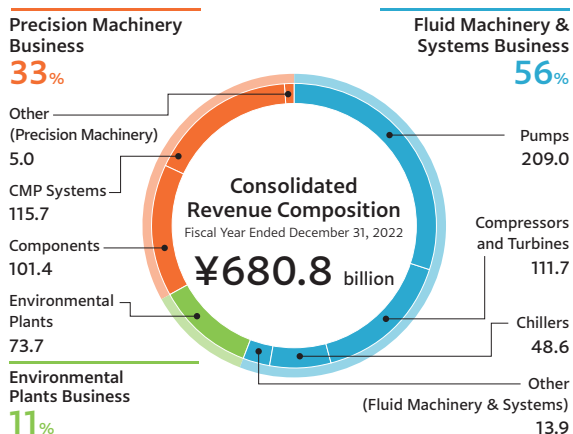 Precision Machinery
Business
33%
Other
(Precision Machinery)
5.0
CMP Systems
115.7
Components
101.4
Environmental
Plants
73.7
Environmental
Plants Business
11%
Consolidated
Revenue Composition
Fiscal Year Ended December 31, 2022
¥680.8 billion
Fluid Machinery &
Systems Business
56%
Pumps
209.0
Compressors
and Turbines
111.7
Chillers
48.6
Other
(Fluid Machinery & Systems)
13.9